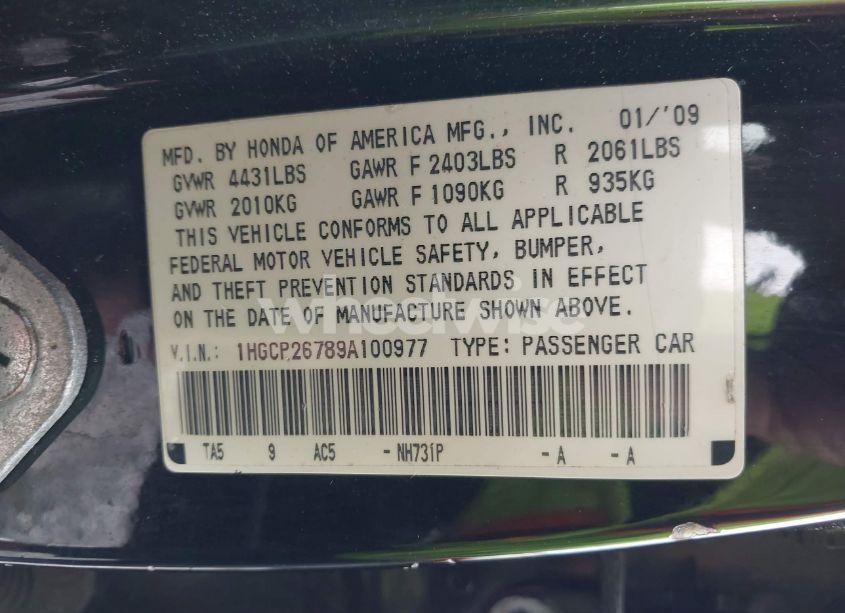 MFD. BY HONDA OF AMERICA MFG., INC. 01/'09
GVWR 4431LBS GAWR F 2403LBS R 2061LBS
GVWR 2010KG GAWR F 1090KG R 935KG
THIS VEHICLE CONFORMS TO ALL APPLICABLE
FEDERAL MOTOR VEHICLE SAFETY, BUMPER,
AND THEFT PREVENTION STANDARDS IN EFFECT
ON THE DATE OF MANUFACTURE SHOWN ABOVE.
wheelwise
V.I.N.: 1HGCP26789A100977 TYPE: PASSENGER CAR
TA5 9 AC5 -NH731P -A -A